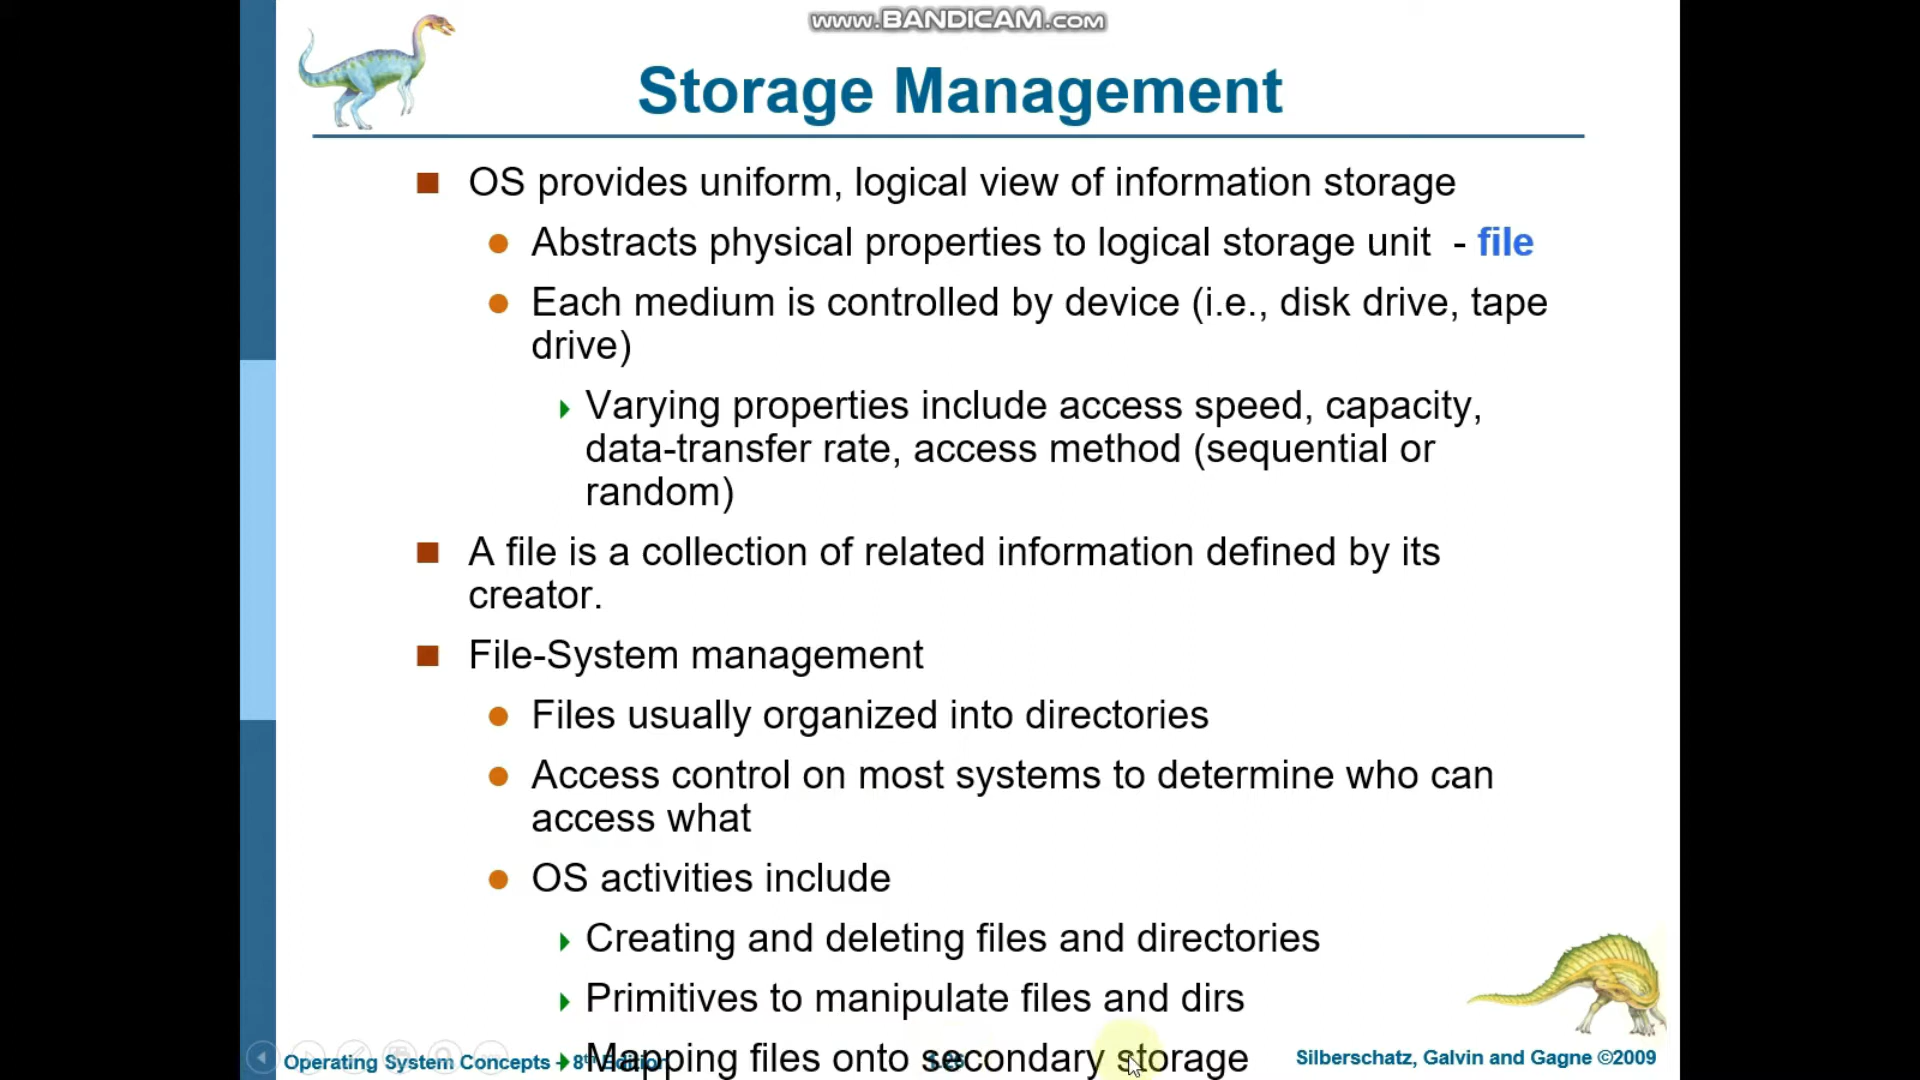 www.BANDICAM.com
Storage Management
OS provides uniform, logical view of information storage
Abstracts physical properties to logical storage unit - file
Each medium is controlled by device (i.e., disk drive, tape
drive)
Varying properties include access speed, capacity,
data-transfer rate, access method (sequential or
random)
A file is a collection of related information defined by its
creator.
File-System management
Files usually organized into directories
Access control on most systems to determine who can
access what
OS activities include
Creating and deleting files and directories
Primitives to manipulate files and dirs
Mapping files onto secondary storage
Operating System Concepts – 8th Edition
Silberschatz, Galvin and Gagne ©2009